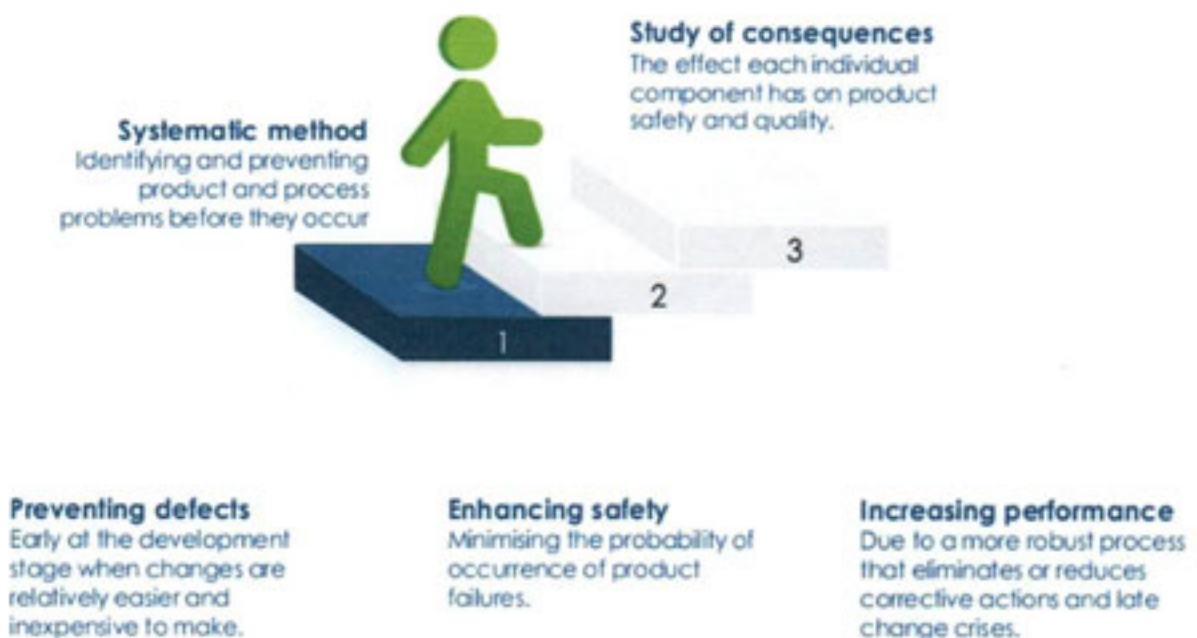 Study of consequences
The effect each individual
component has on product
safety and quality.
Systematic method
Identifying and preventing
product and process
problems before they occur
3
2
1
Preventing defects
Early at the development
stage when changes are
relatively easier and
inexpensive to make.
Enhancing safety
Minimising the probability of
occurrence of product
failures.
Increasing performance
Due to a more robust process
that eliminates or reduces
corrective actions and late
change crises.